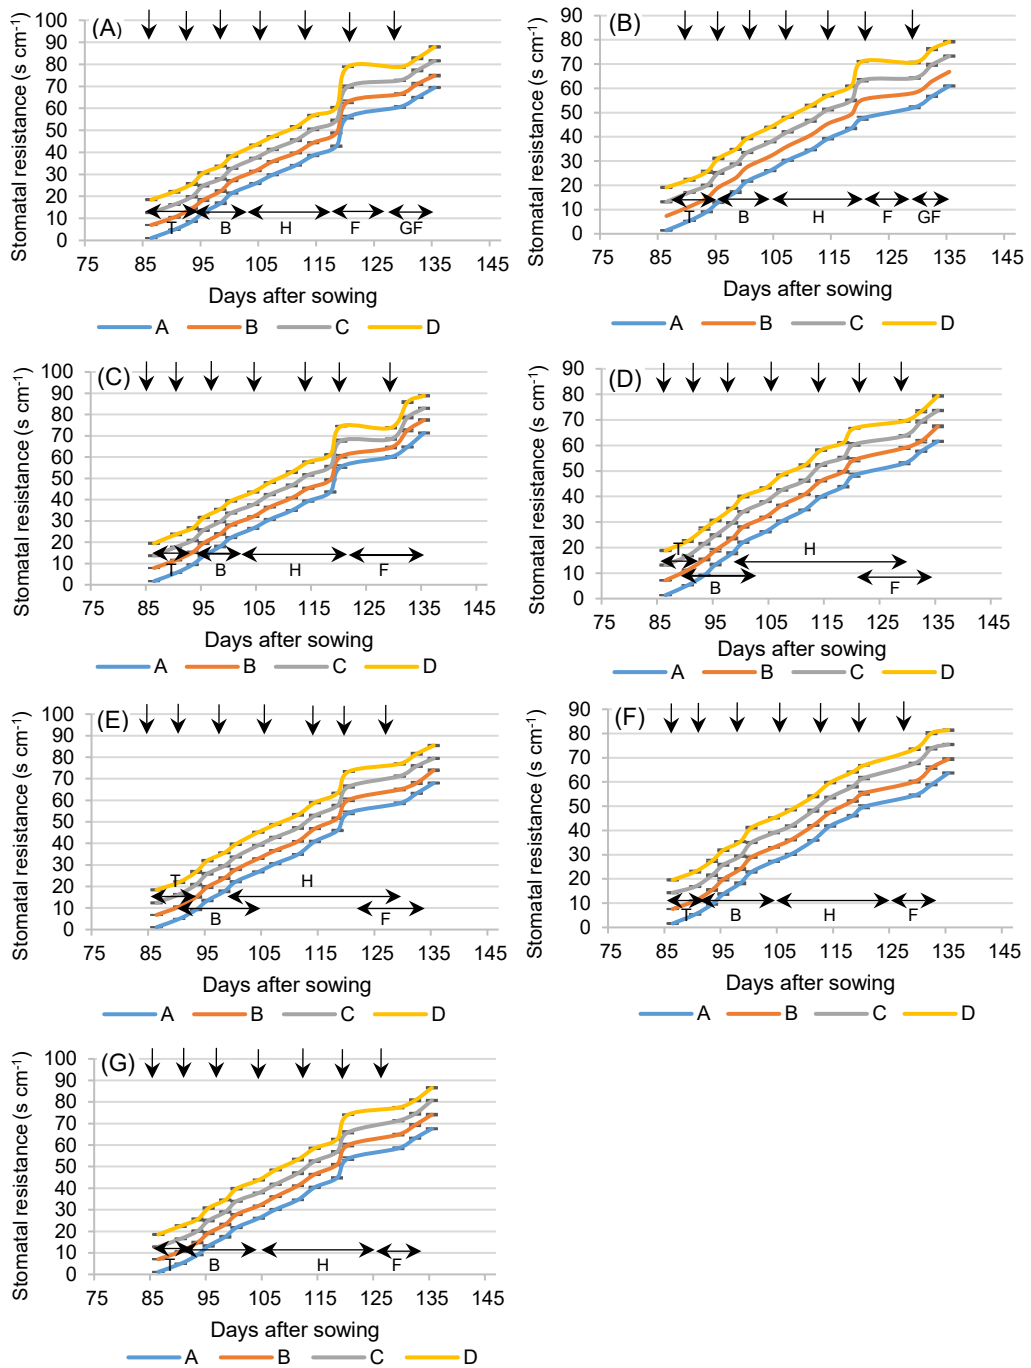 (A)
Stomatal resistance (s cm-1)
100
90
80
70
60
50
40
30
20
10
0
T B H F GF
75 85 95 105 115 125 135 145
Days after sowing
A B C D
(B)
Stomatal resistance (s cm-1)
90
80
70
60
50
40
30
20
10
0
T B H F GF
75 85 95 105 115 125 135 145
Days after sowing
A B C D
(C)
Stomatal resistance (s cm-1)
100
90
80
70
60
50
40
30
20
10
0
T B H F
75 85 95 105 115 125 135 145
Days after sowing
A B C D
(D)
Stomatal resistance (s cm-1)
90
80
70
60
50
40
30
20
10
0
T H
B F
75 85 95 105 115 125 135 145
Days after sowing
A B C D
(E)
Stomatal resistance (s cm-1)
100
90
80
70
60
50
40
30
20
10
0
T H
B F
75 85 95 105 115 125 135 145
Days after sowing
A B C D
(F)
Stomatal resistance (s cm-1)
90
80
70
60
50
40
30
20
10
0
T B H F
75 85 95 105 115 125 135 145
Days after sowing
A B C D
(G)
Stomatal resistance (s cm-1)
100
90
80
70
60
50
40
30
20
10
0
T B H F
75 85 95 105 115 125 135 145
Days after sowing
A B C D